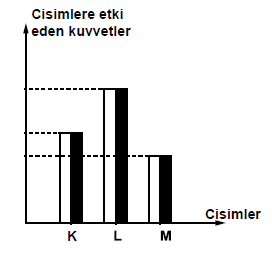 Cisimlere etki
eden kuvvetler
Cisimler
K L M